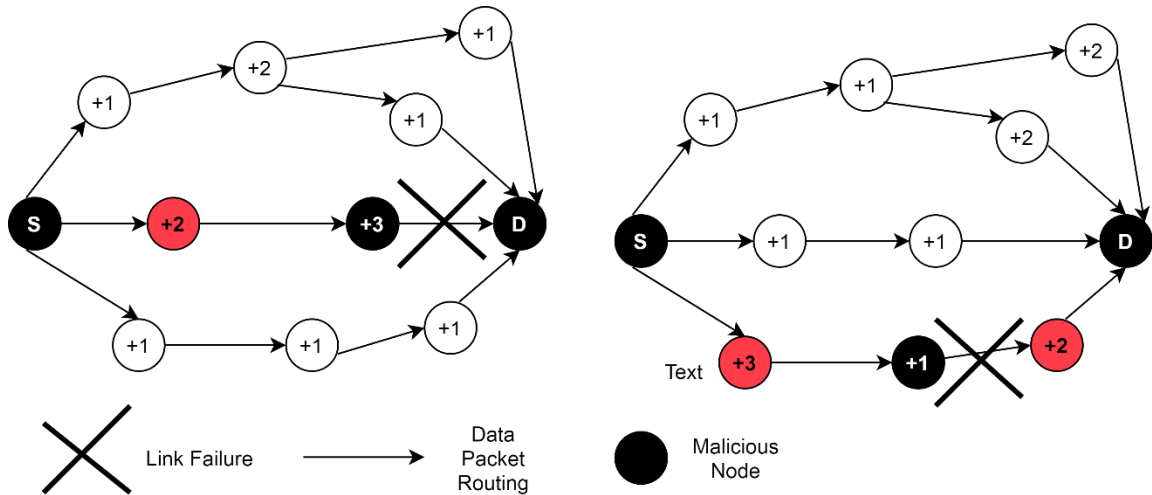 +1
+2
+1
+1
S
+2
+3
D
+1
+1
+1
+1
+1
+2
+2
S
+1
+1
D
Text
+3
+1
+2
Link Failure
Data
Packet
Routing
Malicious
Node